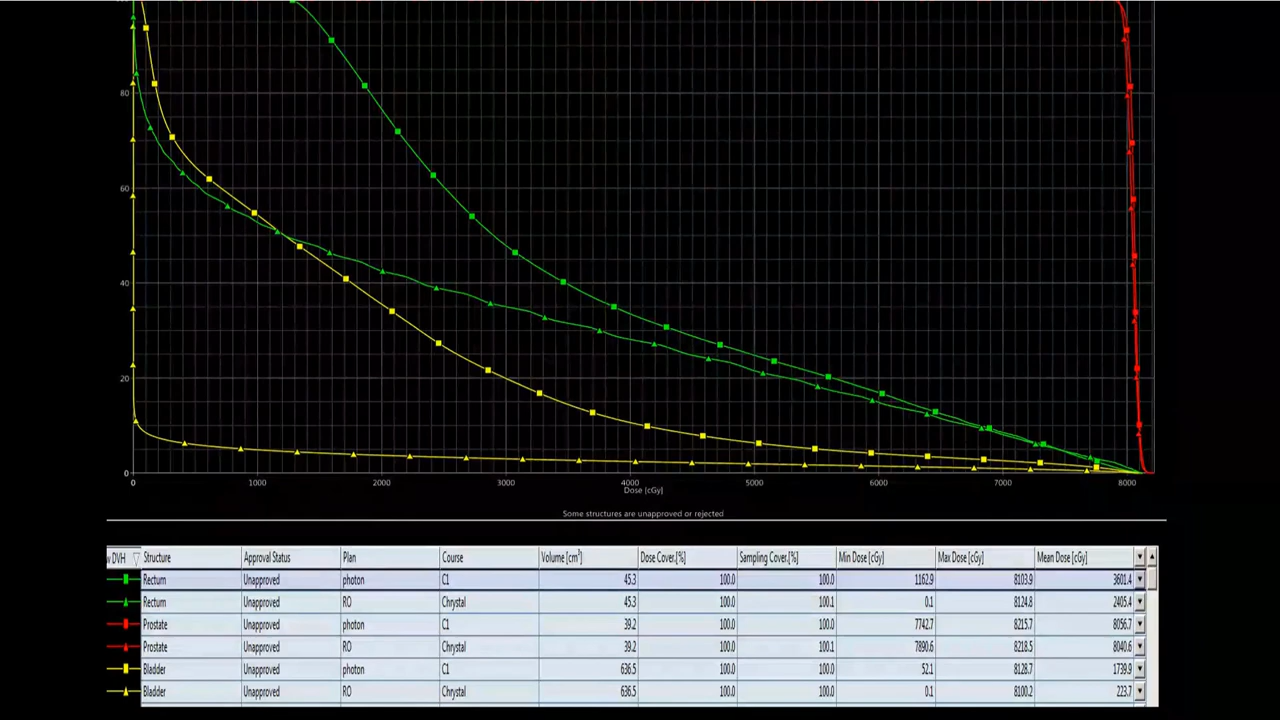 80
60
40
20
0
0 1000 2000 3000 4000 5000 6000 7000 8000
Dose [cGy]
Some structures are unapproved or rejected
w DVH Structure Approval Status Plan Course Volume [cm³] Dose Cover.[%] Sampling Cover.[%] Min Dose [cGy] Max Dose [cGy] Mean Dose [cGy]
Rectum Unapproved photon C1 45.3 100.0 100.0 1162.9 8103.9 3601.4
Rectum Unapproved RO Chrystal 45.3 100.0 100.1 0.1 8124.8 2405.4
Prostate Unapproved photon C1 39.2 100.0 100.0 7742.7 8215.7 8056.7
Prostate Unapproved RO Chrystal 39.2 100.0 100.1 7890.6 8218.5 8040.6
Bladder Unapproved photon C1 636.5 100.0 100.0 52.1 8128.7 1739.9
Bladder Unapproved RO Chrystal 636.5 100.0 100.0 0.1 8100.2 223.7